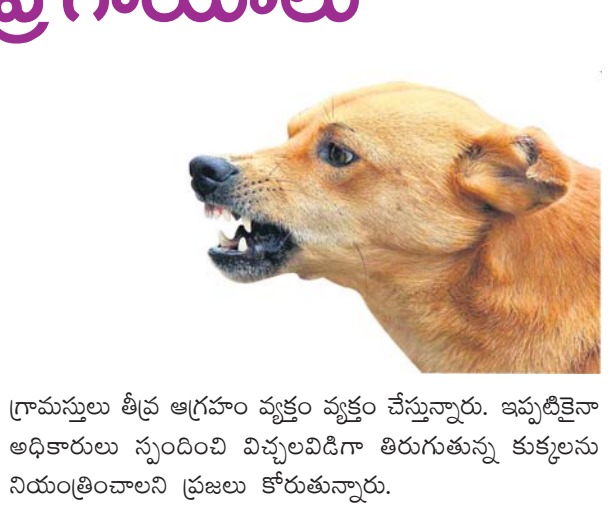 గ్రామస్తులు తీవ్ర ఆగ్రహం వ్యక్తం వ్యక్తం చేస్తున్నారు. ఇప్పటికైనా
అధికారులు స్పందించి విచ్చలవిడిగా తిరుగుతున్న కుక్కలను
నియంత్రించాలని ప్రజలు కోరుతున్నారు.